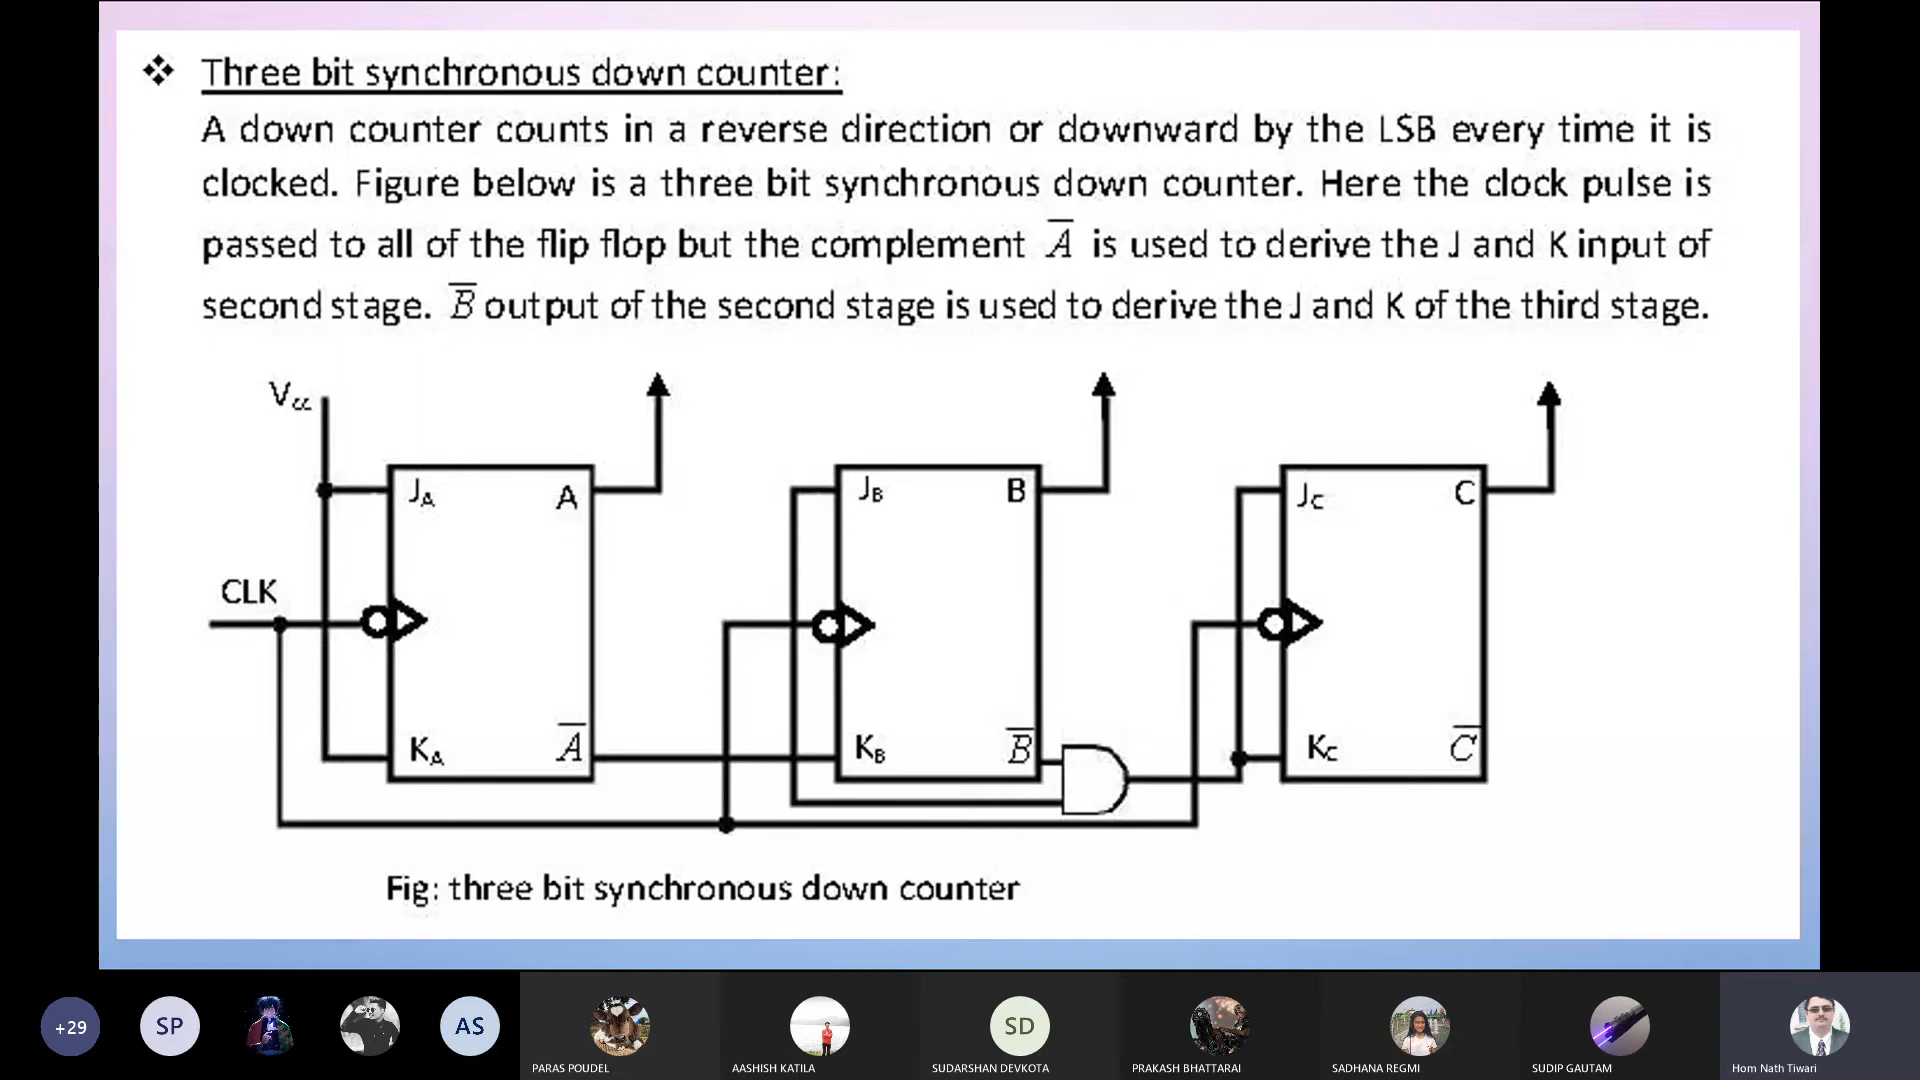 ❖ Three bit synchronous down counter:
A down counter counts in a reverse direction or downward by the LSB every time it is
clocked. Figure below is a three bit synchronous down counter. Here the clock pulse is
passed to all of the flip flop but the complement A̅ is used to derive the J and K input of
second stage. B̅ output of the second stage is used to derive the J and K of the third stage.
Vcc
JA A JB B JC C
CLK
KA A̅ KB B̅ KC C̅
Fig: three bit synchronous down counter
+29 SP AS SD
PARAS POUDEL AASHISH KATILA SUDARSHAN DEVKOTA PRAKASH BHATTARAI SADHANA REGMI SUDIP GAUTAM Hom Nath Tiwari